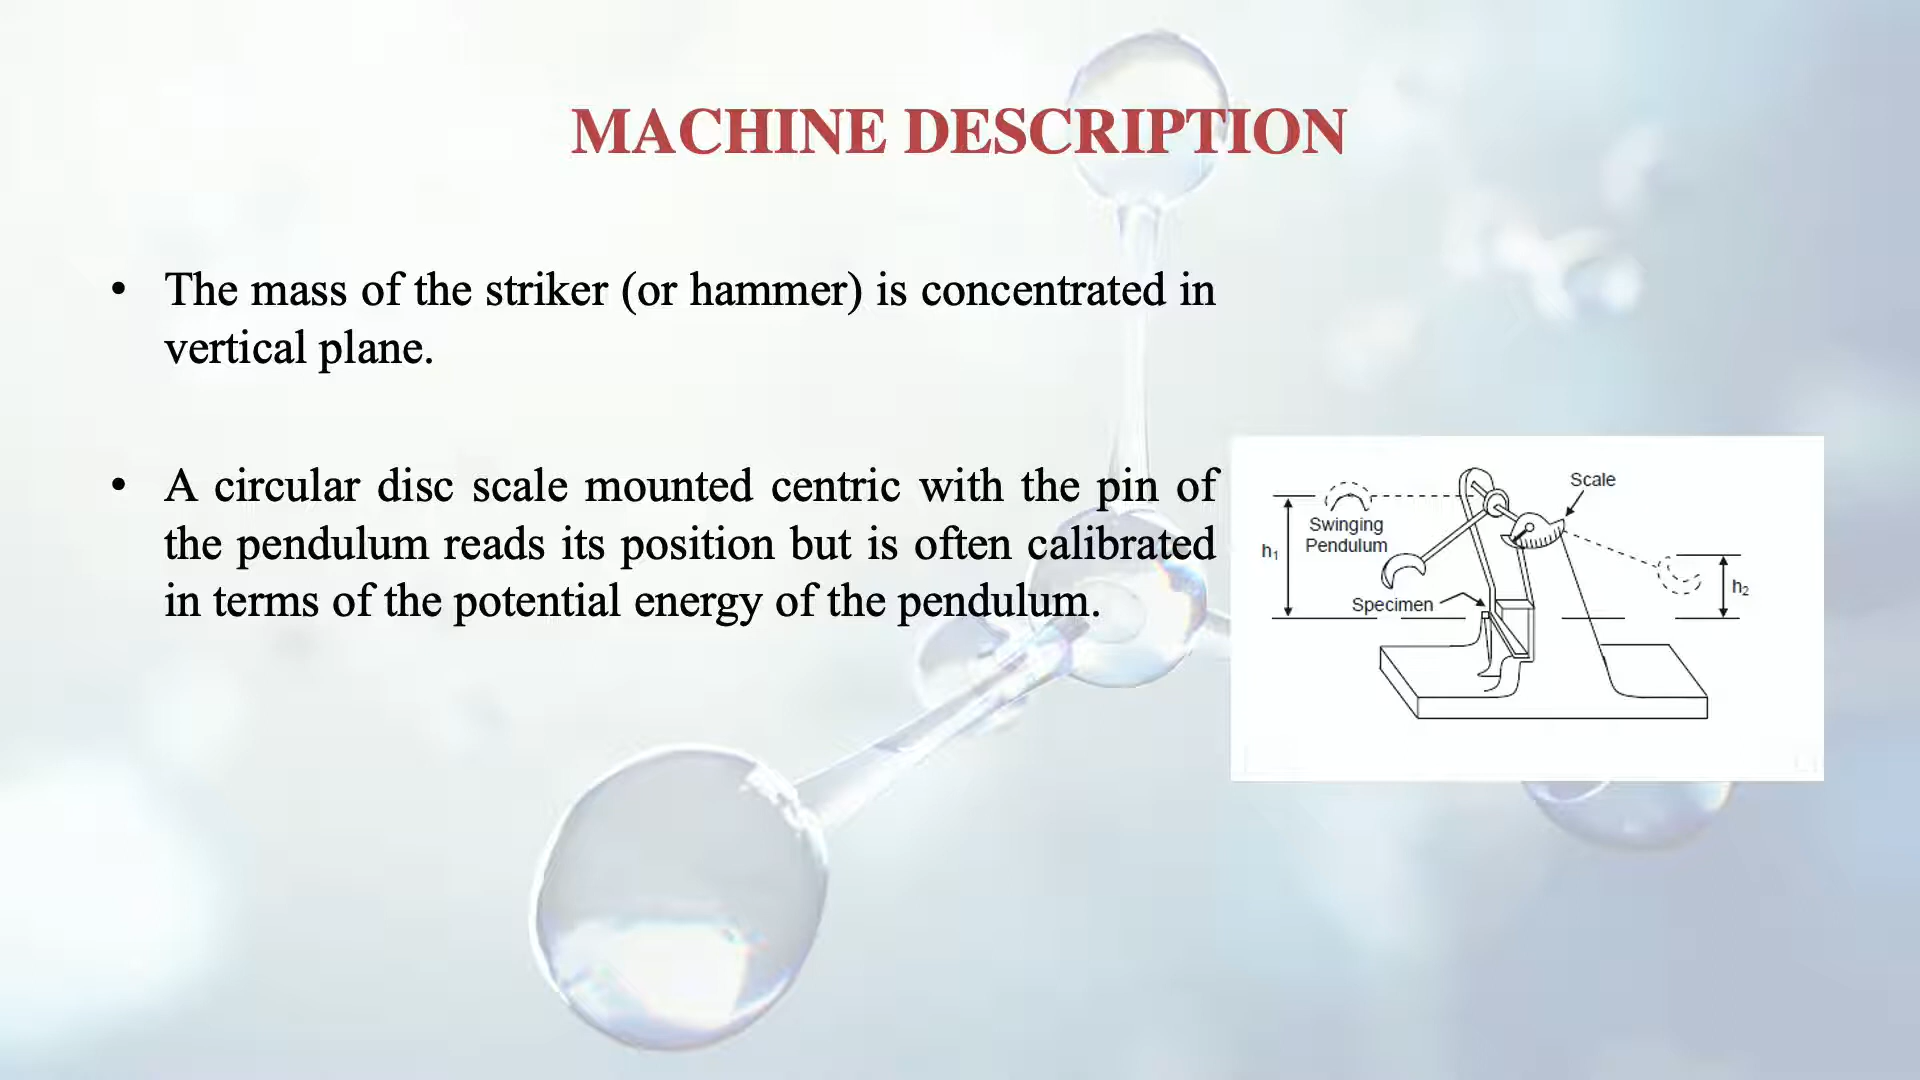 MACHINE DESCRIPTION
• The mass of the striker (or hammer) is concentrated in
vertical plane.
• A circular disc scale mounted centric with the pin of
the pendulum reads its position but is often calibrated
in terms of the potential energy of the pendulum.
Scale
Swinging
Pendulum
h₁
h₂
Specimen